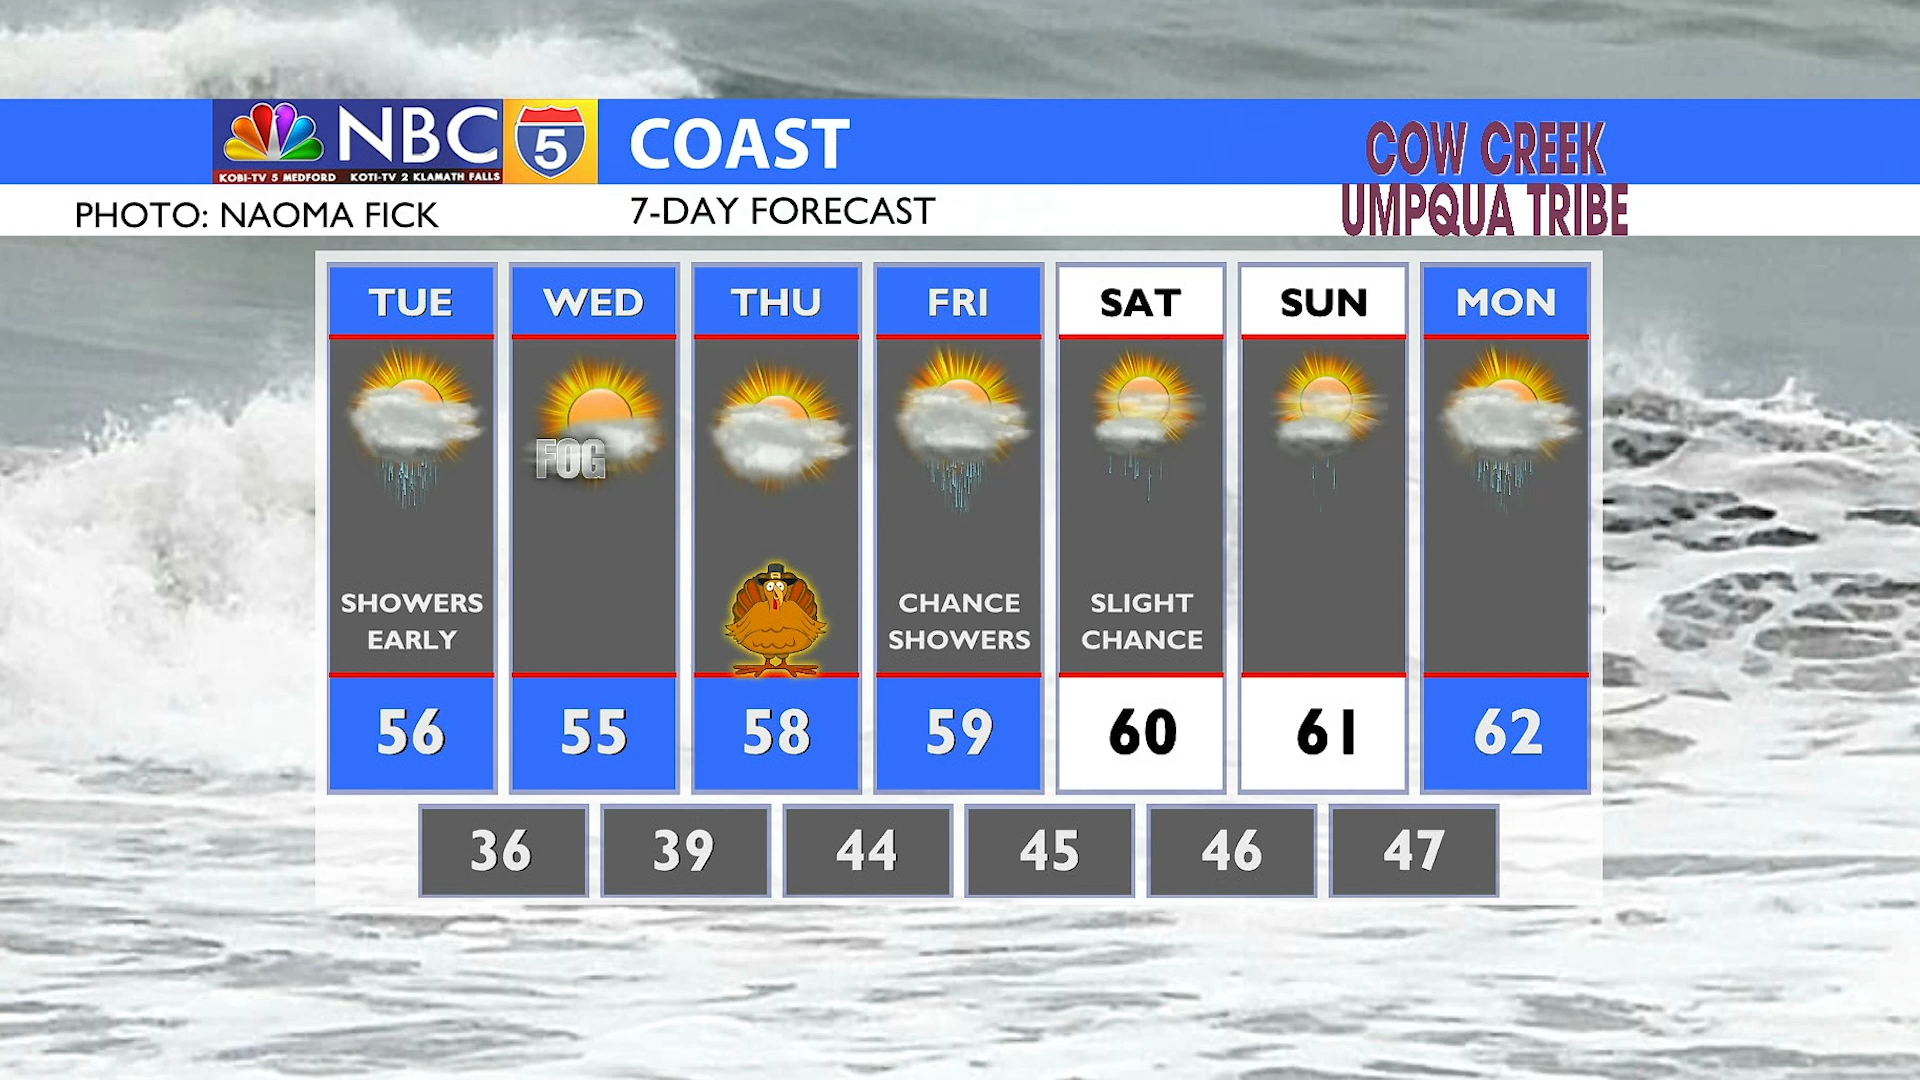 NBC 5
KOBI-TV 5 MEDFORD KOTI-TV 2 KLAMATH FALLS
COAST
COW CREEK
UMPQUA TRIBE
PHOTO: NAOMA FICK
7-DAY FORECAST
TUE WED THU FRI SAT SUN MON
FOG
SHOWERS
EARLY
CHANCE
SHOWERS
SLIGHT
CHANCE
56 55 58 59 60 61 62
36 39 44 45 46 47